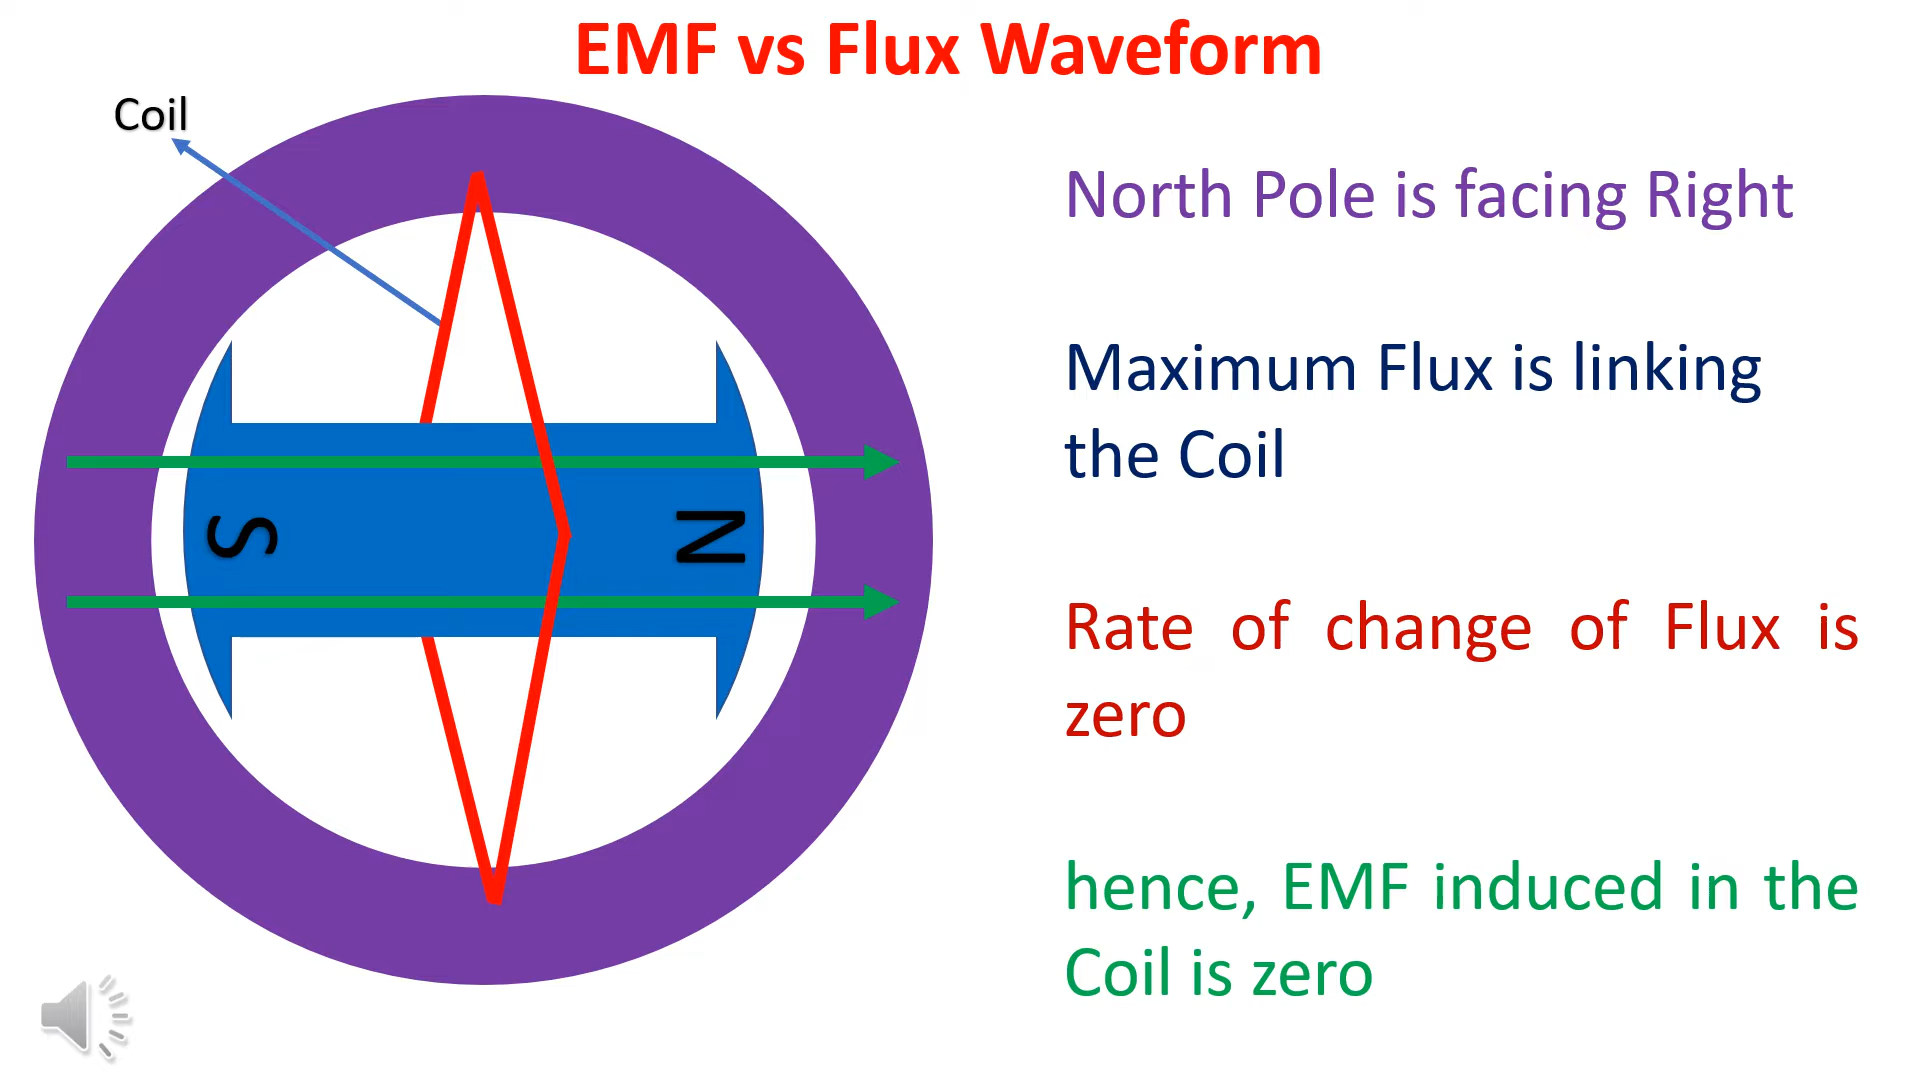 EMF vs Flux Waveform
Coil
North Pole is facing Right
Maximum Flux is linking
the Coil
S
N
Rate of change of Flux is
zero
hence, EMF induced in the
Coil is zero